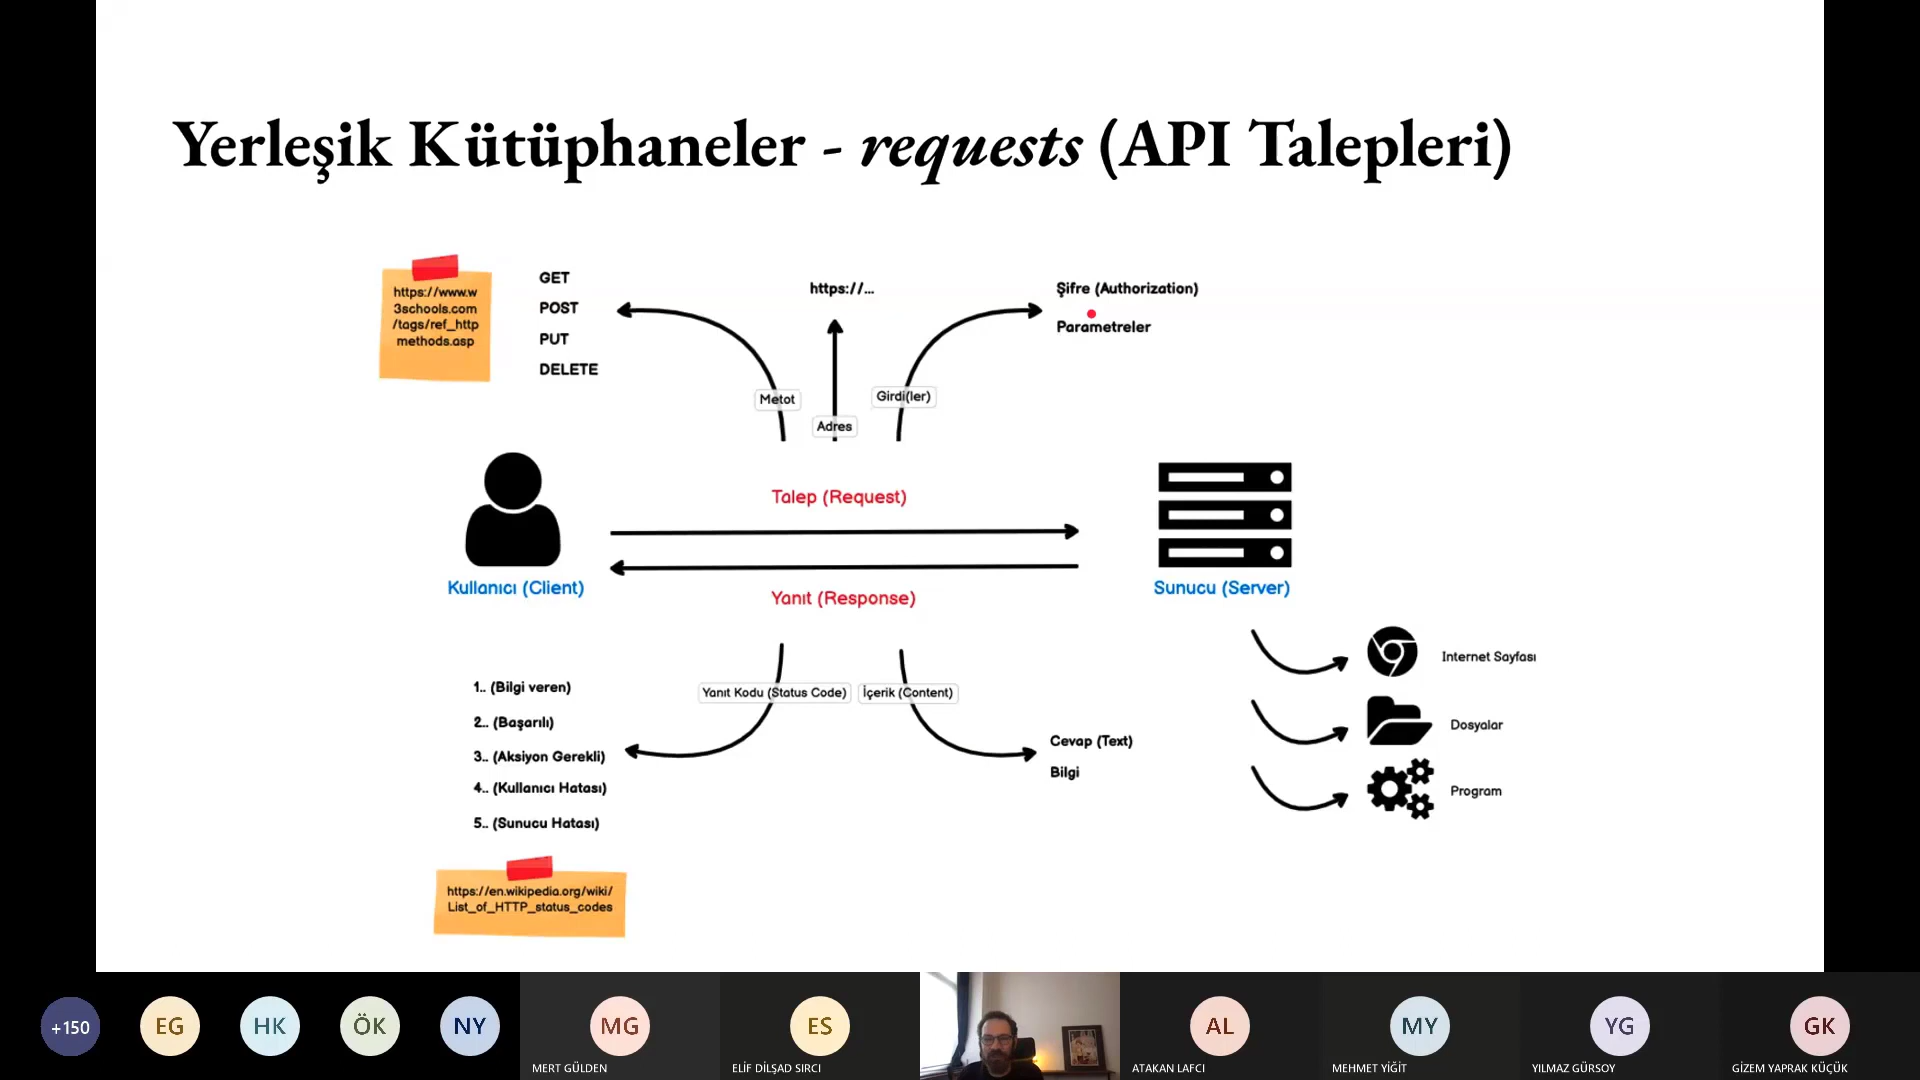 Yerleşik Kütüphaneler - requests (API Talepleri)
https://www.w
3schools.com
/tags/ref_http
methods.asp
GET
POST
PUT
DELETE
https://...
Şifre (Authorization)
Parametreler
Metot
Adres
Girdi(ler)
Talep (Request)
Kullanıcı (Client)
Yanıt (Response)
Sunucu (Server)
Internet Sayfası
Dosyalar
Program
Yanıt Kodu (Status Code)
İçerik (Content)
1.. (Bilgi veren)
2.. (Başarılı)
3.. (Aksiyon Gerekli)
4.. (Kullanıcı Hatası)
5.. (Sunucu Hatası)
Cevap (Text)
Bilgi
https://en.wikipedia.org/wiki/
List_of_HTTP_status_codes
+150
EG
HK
ÖK
NY
MG
MERT GÜLDEN
ES
ELİF DİLŞAD SIRCI
AL
ATAKAN LAFCI
MY
MEHMET YİĞİT
YG
YILMAZ GÜRSOY
GK
GİZEM YAPRAK KÜÇÜK